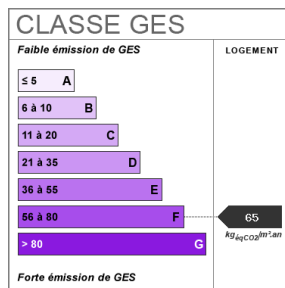 CLASSE GES
Faible émission de GES
LOGEMENT
≤ 5 A
6 à 10 B
11 à 20 C
21 à 35 D
36 à 55 E
56 à 80 F
65
kgéqCO2/m².an
> 80 G
Forte émission de GES